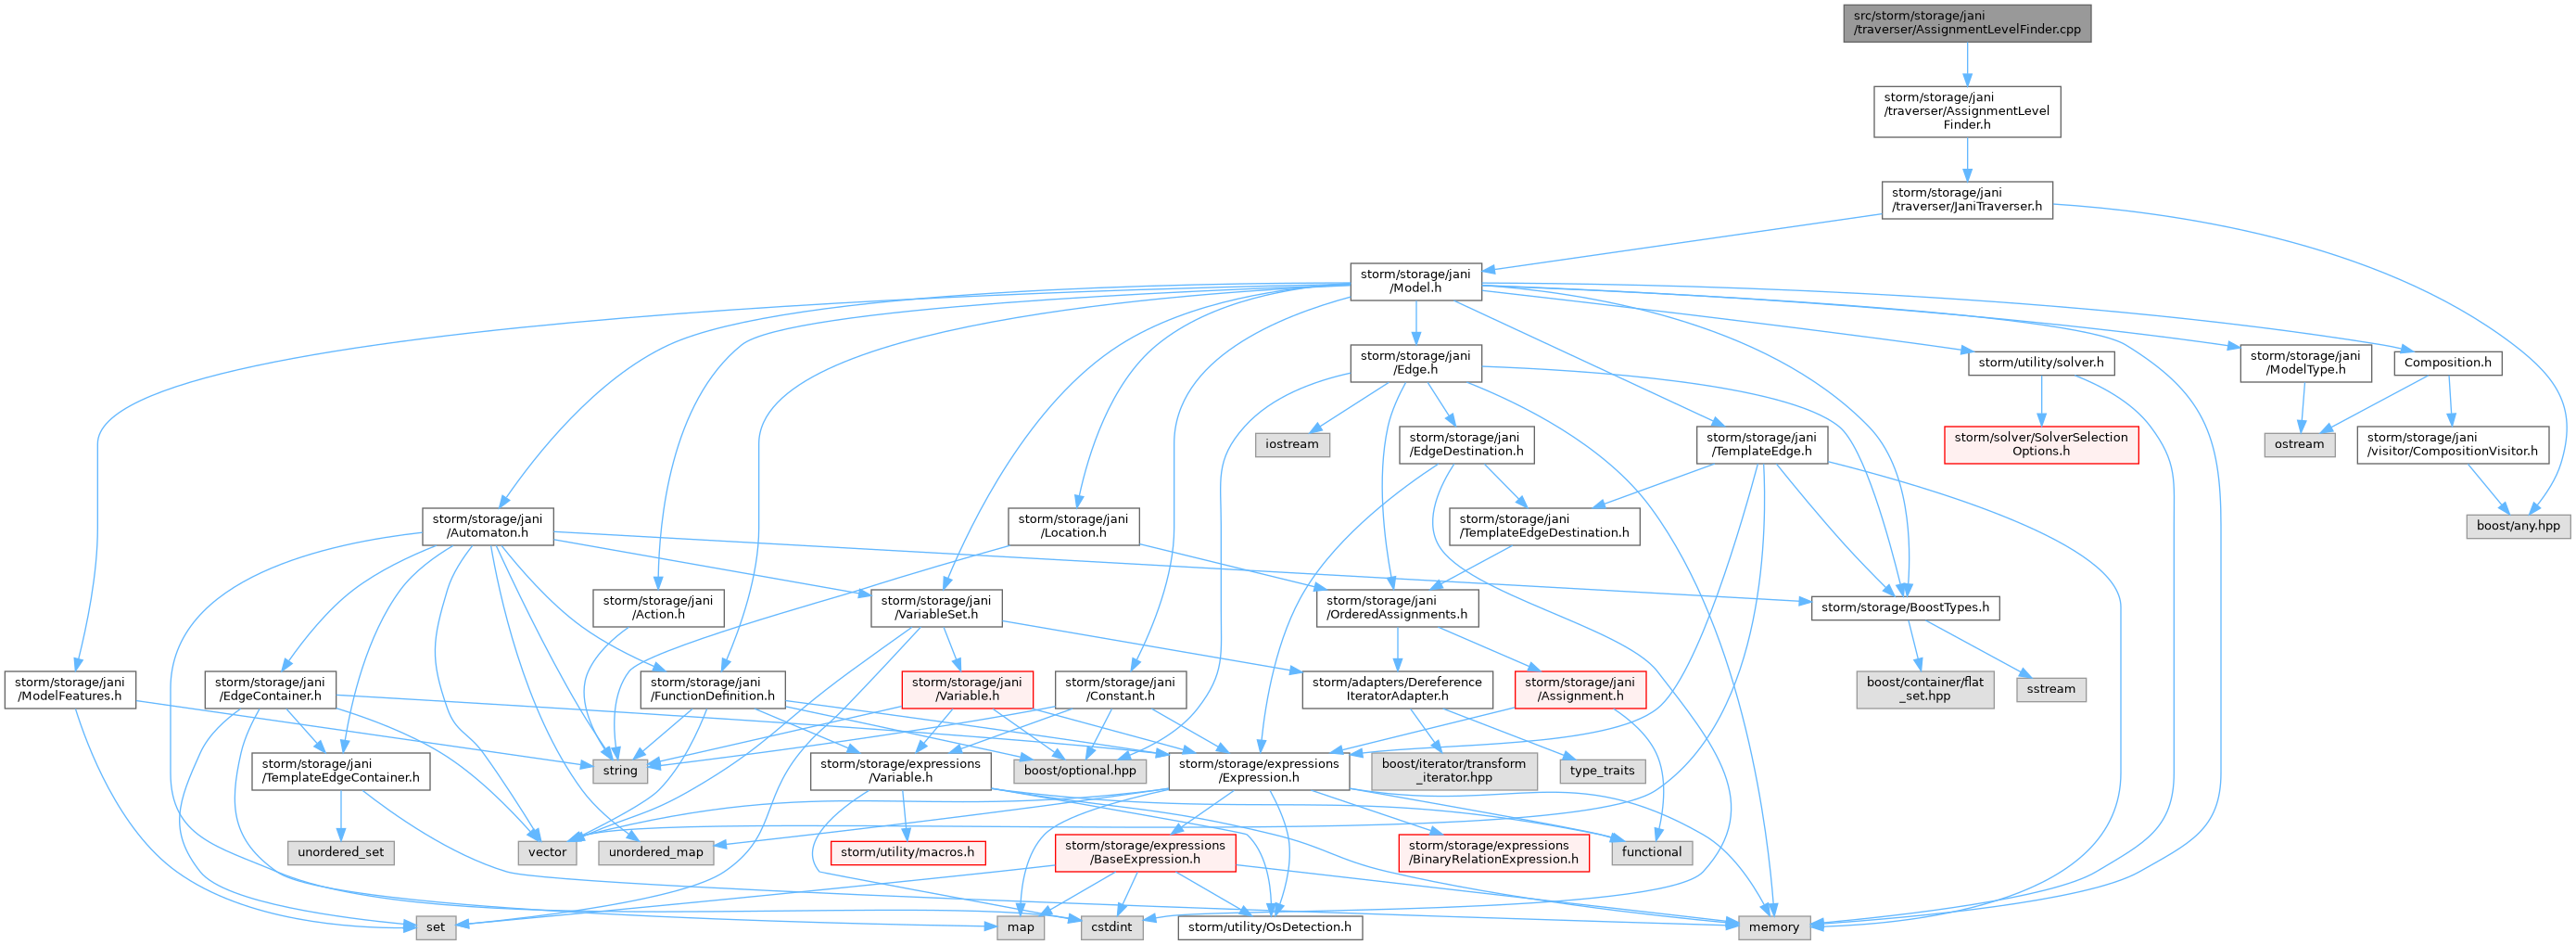 src/storm/storage/jani
/traverser/AssignmentLevelFinder.cpp
storm/storage/jani
/traverser/AssignmentLevel
Finder.h
storm/storage/jani
/traverser/JaniTraverser.h
storm/storage/jani
/Model.h
storm/storage/jani
/Edge.h
storm/utility/solver.h
storm/storage/jani
/ModelType.h
Composition.h
iostream
storm/storage/jani
/EdgeDestination.h
storm/storage/jani
/TemplateEdge.h
storm/solver/SolverSelection
Options.h
ostream
storm/storage/jani
/visitor/CompositionVisitor.h
storm/storage/jani
/Automaton.h
storm/storage/jani
/Location.h
storm/storage/jani
/TemplateEdgeDestination.h
boost/any.hpp
storm/storage/jani
/Action.h
storm/storage/jani
/VariableSet.h
storm/storage/jani
/OrderedAssignments.h
storm/storage/BoostTypes.h
storm/storage/jani
/ModelFeatures.h
storm/storage/jani
/EdgeContainer.h
storm/storage/jani
/FunctionDefinition.h
storm/storage/jani
/Variable.h
storm/storage/jani
/Constant.h
storm/adapters/Dereference
IteratorAdapter.h
storm/storage/jani
/Assignment.h
boost/container/flat
_set.hpp
sstream
storm/storage/jani
/TemplateEdgeContainer.h
string
storm/storage/expressions
/Variable.h
boost/optional.hpp
storm/storage/expressions
/Expression.h
boost/iterator/transform
_iterator.hpp
type_traits
unordered_set
vector
unordered_map
storm/utility/macros.h
storm/storage/expressions
/BaseExpression.h
storm/storage/expressions
/BinaryRelationExpression.h
functional
set
map
cstdint
storm/utility/OsDetection.h
memory